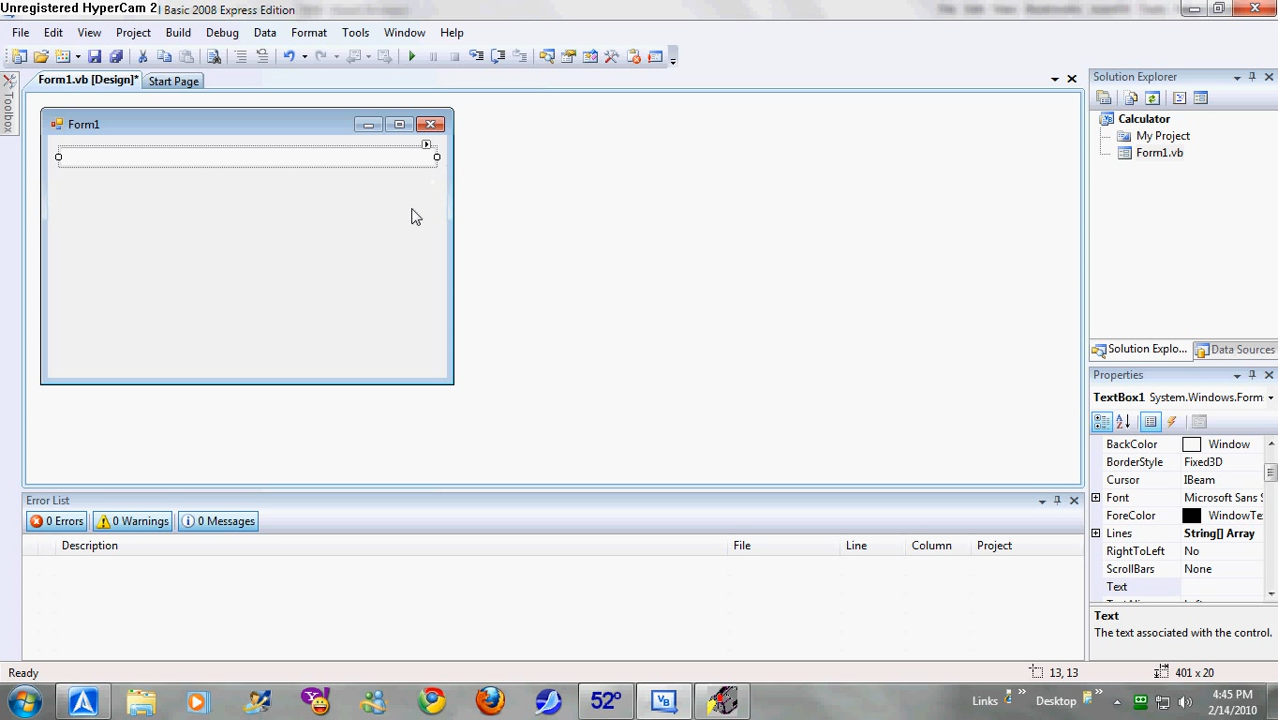 Unregistered HyperCam 2
l Basic 2008 Express Edition
File Edit View Project Build Debug Data Format Tools Window Help
Form1.vb [Design]* Start Page
Toolbox
Form1
Solution Explorer
Calculator
My Project
Form1.vb
Solution Explo... Data Sources
Properties
TextBox1 System.Windows.Form
BackColor Window
BorderStyle Fixed3D
Cursor IBeam
Font Microsoft Sans
ForeColor WindowTe
Lines String[] Array
RightToLeft No
ScrollBars None
Text
Text
The text associated with the control.
Error List
0 Errors 0 Warnings 0 Messages
Description File Line Column Project
Ready 13, 13 401 x 20
52° VB Links » Desktop » 4:45 PM
2/14/2010